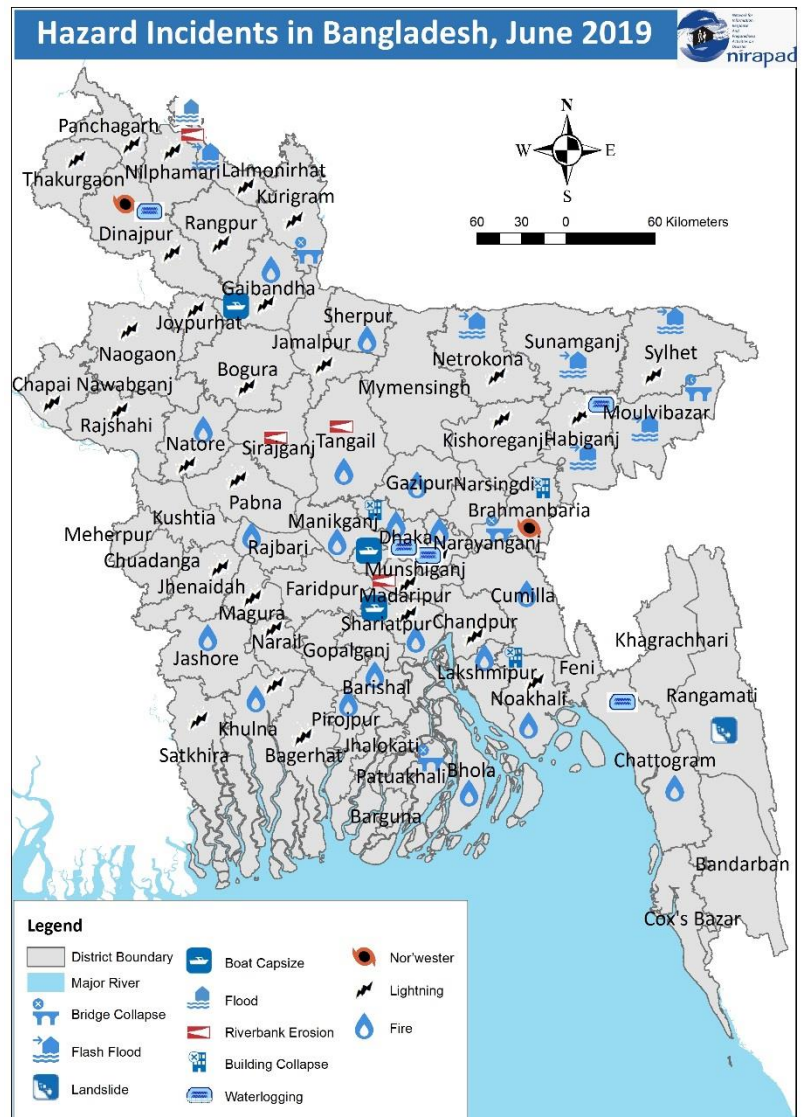 Hazard Incidents in Bangladesh, June 2019
nirapad
N
W
E
S
60 30 0 60 Kilometers
Panchagarh
Thakurgaon
Nilphamari
Lalmonirhat
Kurigram
Dinajpur
Rangpur
Gaibandha
Joypurhat
Sherpur
Jamalpur
Naogaon
Bogura
Netrokona
Sunamganj
Sylhet
Mymensingh
Chapai Nawabganj
Rajshahi
Natore
Sirajganj
Tangail
Kishoreganj
Habiganj
Moulvibazar
Pabna
Gazipur
Narsingdi
Brahmanbaria
Kushtia
Meherpur
Manikganj
Dhaka
Narayanganj
Rajbari
Chuadanga
Munshiganj
Jhenaidah
Faridpur
Madaripur
Cumilla
Magura
Chandpur
Shariatpur
Narail
Gopalganj
Khagrachhari
Jashore
Lakshmipur
Feni
Barishal
Noakhali
Rangamati
Khulna
Pirojpur
Satkhira
Bagerhat
Jhalokati
Chattogram
Patuakhali
Bhola
Barguna
Bandarban
Cox's Bazar
Legend
District Boundary
Major River
Bridge Collapse
Flash Flood
Landslide
Boat Capsize
Flood
Riverbank Erosion
Building Collapse
Waterlogging
Nor'wester
Lightning
Fire